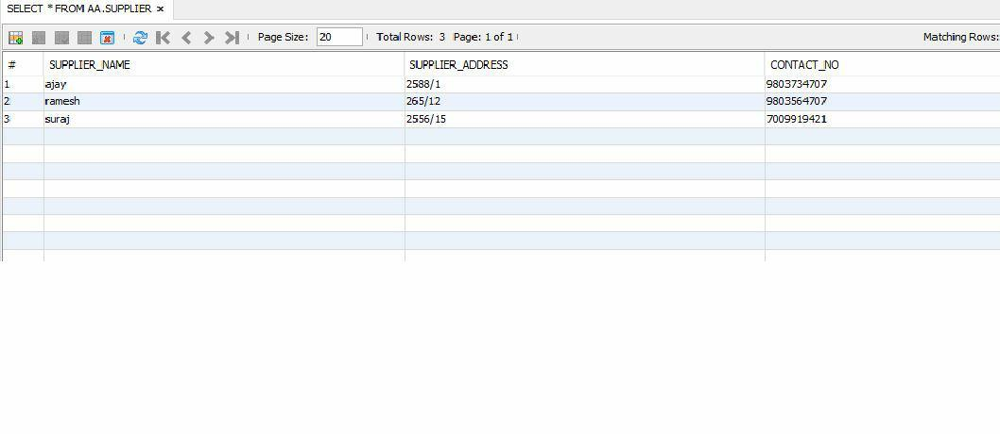 SELECT * FROM AA.SUPPLIER
Page Size: 20 Total Rows: 3 Page: 1 of 1 Matching Rows:
# SUPPLIER_NAME SUPPLIER_ADDRESS CONTACT_NO
1 ajay 2588/1 9803734707
2 ramesh 265/12 9803564707
3 suraj 2556/15 7009919421